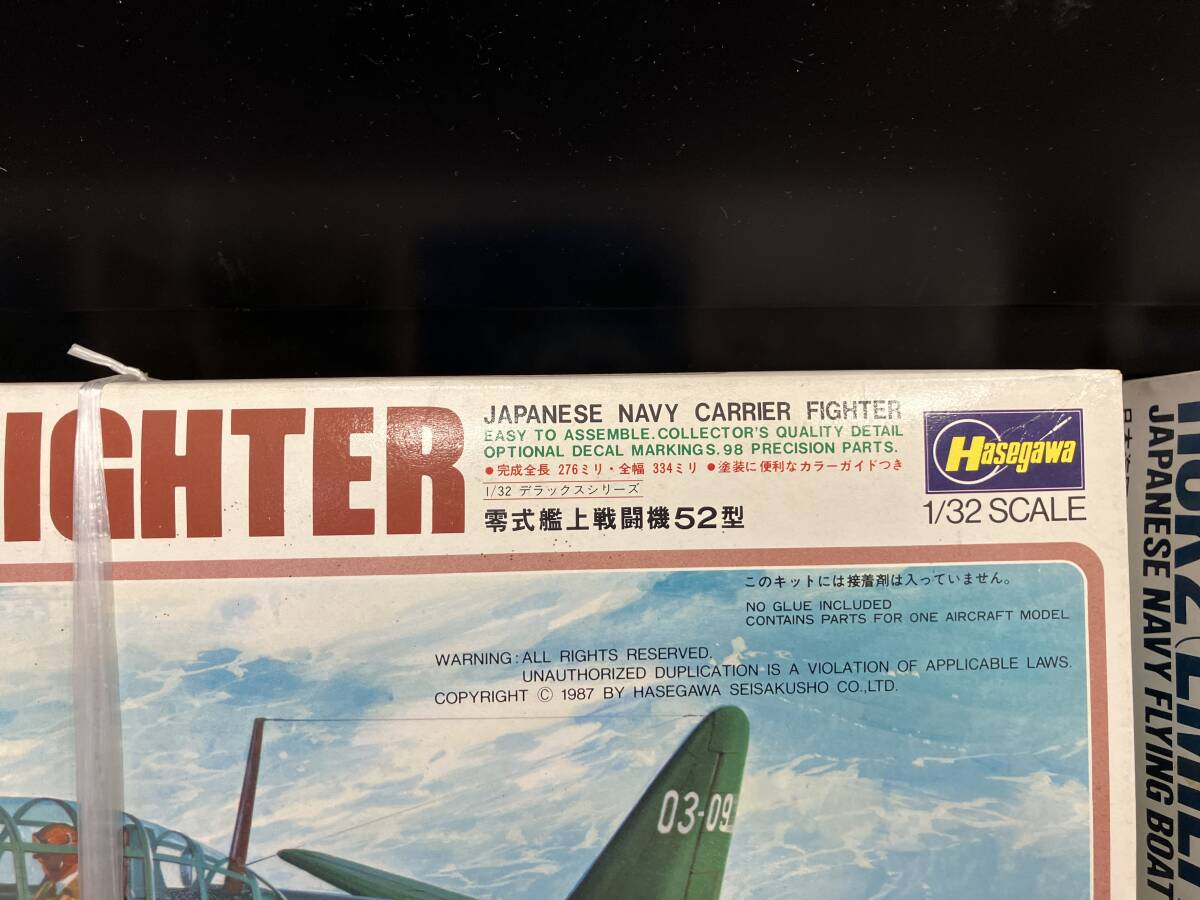 IGHTER
JAPANESE NAVY CARRIER FIGHTER
EASY TO ASSEMBLE.COLLECTOR'S QUALITY DETAIL
OPTIONAL DECAL MARKINGS.98 PRECISION PARTS.
●完成全長 276ミリ・全幅 334ミリ ●塗装に便利なカラーガイドつき
1/32 デラックスシリーズ
零式艦上戦闘機52型
Hasegawa
1/32 SCALE
このキットには接着剤は入っていません。
NO GLUE INCLUDED
CONTAINS PARTS FOR ONE AIRCRAFT MODEL
WARNING:ALL RIGHTS RESERVED.
UNAUTHORIZED DUPLICATION IS A VIOLATION OF APPLICABLE LAWS.
COPYRIGHT © 1987 BY HASEGAWA SEISAKUSHO CO.,LTD.
03-09
JAPANESE NAVY FLYING BOAT